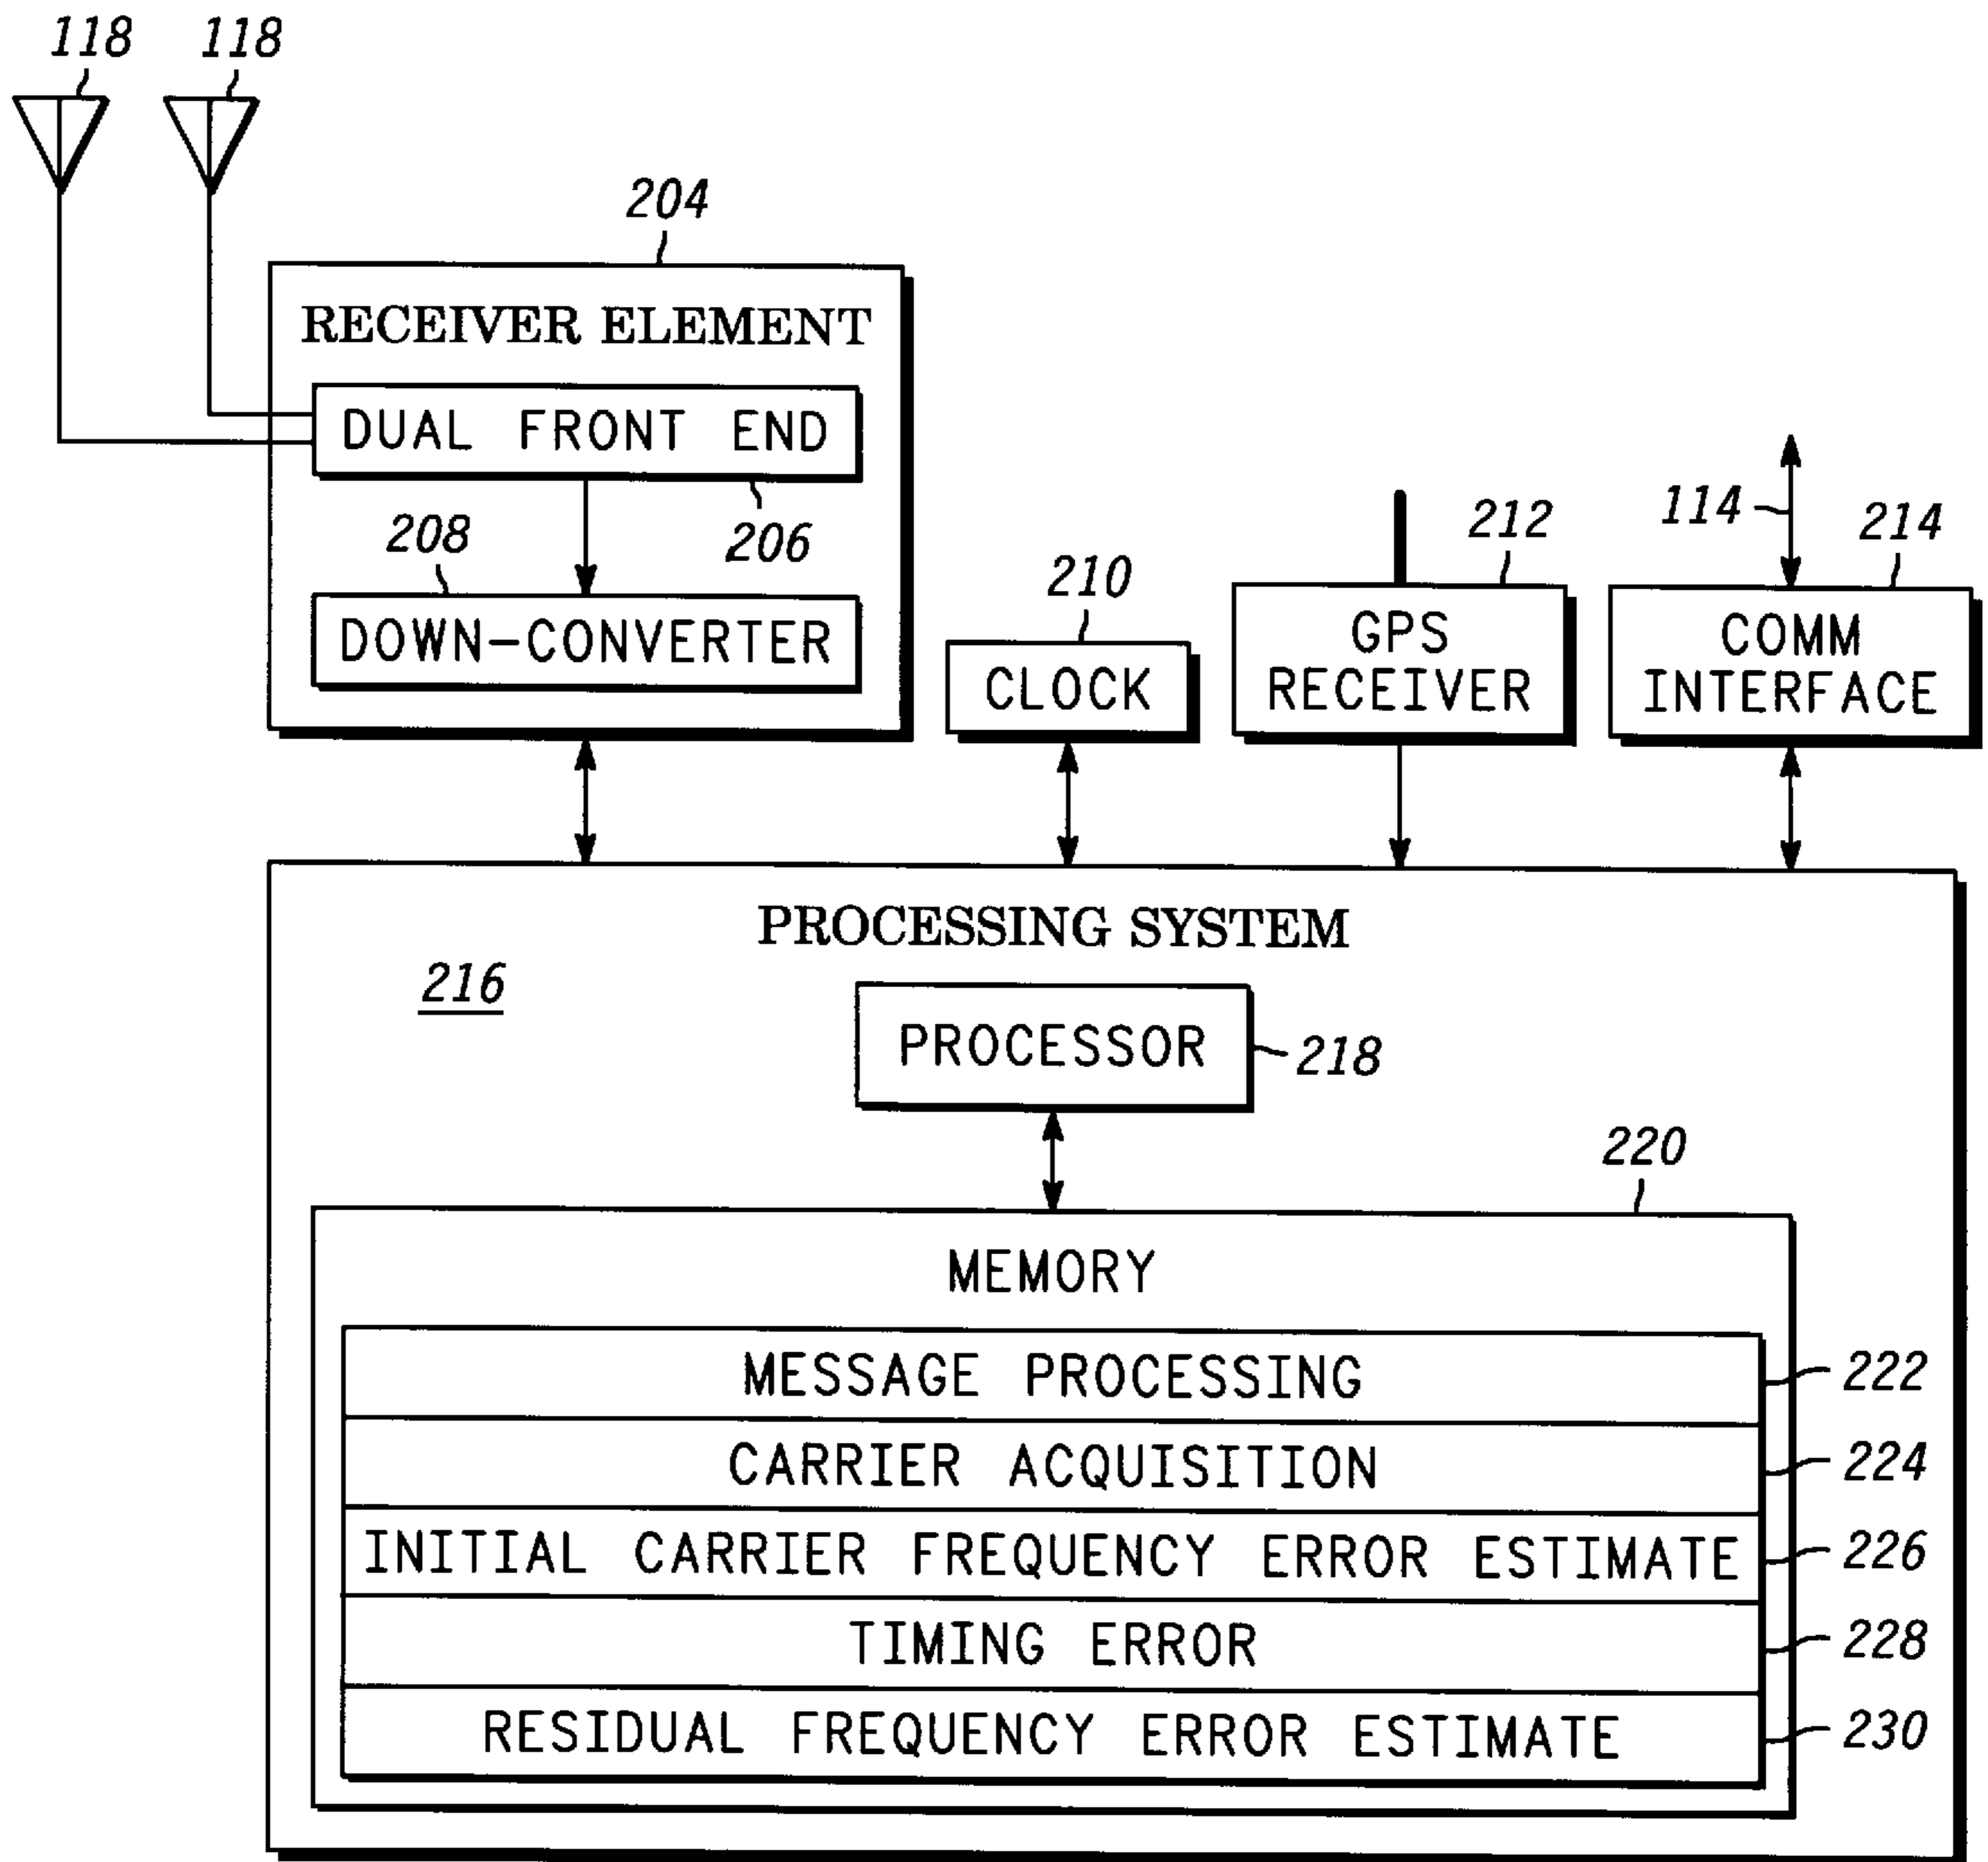 118
118
204
RECEIVER ELEMENT
DUAL FRONT END
206
208
DOWN-CONVERTER
210
CLOCK
212
GPS
RECEIVER
114
214
COMM
INTERFACE
PROCESSING SYSTEM
216
PROCESSOR
218
220
MEMORY
MESSAGE PROCESSING
222
CARRIER ACQUISITION
224
INITIAL CARRIER FREQUENCY ERROR ESTIMATE
226
TIMING ERROR
228
RESIDUAL FREQUENCY ERROR ESTIMATE
230